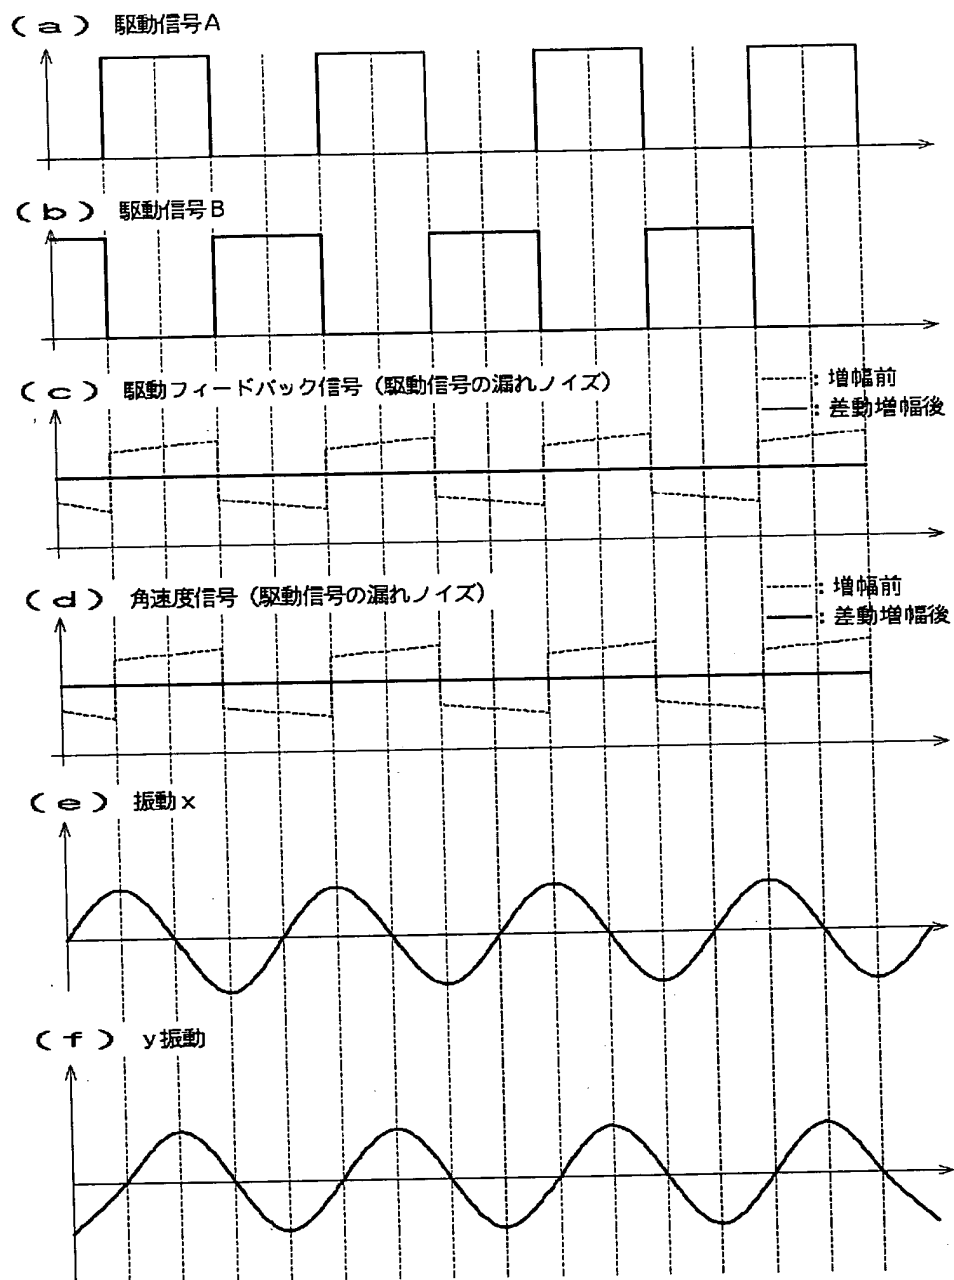 (a) 駆動信号A
(b) 駆動信号B
(c) 駆動フィードバック信号（駆動信号の漏れノイズ）
-----: 増幅前
——: 差動増幅後
(d) 角速度信号（駆動信号の漏れノイズ）
-----: 増幅前
——: 差動増幅後
(e) 振動x
(f) y振動